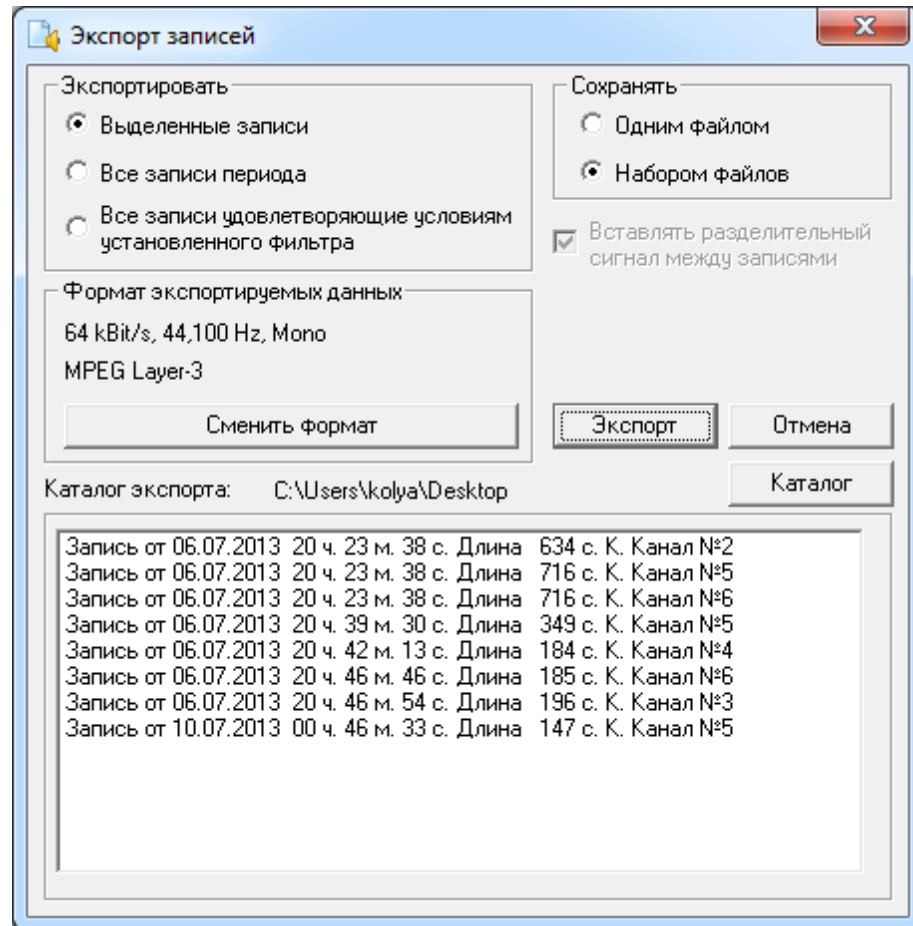 Экспорт записей
Экспортировать
Выделенные записи
Все записи периода
Все записи удовлетворяющие условиям
установленного фильтра
Сохранять
Одним файлом
Набором файлов
Вставлять разделительный
сигнал между записями
Формат экспортируемых данных
64 kBit/s, 44,100 Hz, Mono
MPEG Layer-3
Сменить формат
Экспорт
Отмена
Каталог экспорта: C:\Users\kolya\Desktop
Каталог
Запись от 06.07.2013 20 ч. 23 м. 38 с. Длина 634 с. К. Канал №2
Запись от 06.07.2013 20 ч. 23 м. 38 с. Длина 716 с. К. Канал №5
Запись от 06.07.2013 20 ч. 23 м. 38 с. Длина 716 с. К. Канал №6
Запись от 06.07.2013 20 ч. 39 м. 30 с. Длина 349 с. К. Канал №5
Запись от 06.07.2013 20 ч. 42 м. 13 с. Длина 184 с. К. Канал №4
Запись от 06.07.2013 20 ч. 46 м. 46 с. Длина 185 с. К. Канал №6
Запись от 06.07.2013 20 ч. 46 м. 54 с. Длина 196 с. К. Канал №3
Запись от 10.07.2013 00 ч. 46 м. 33 с. Длина 147 с. К. Канал №5